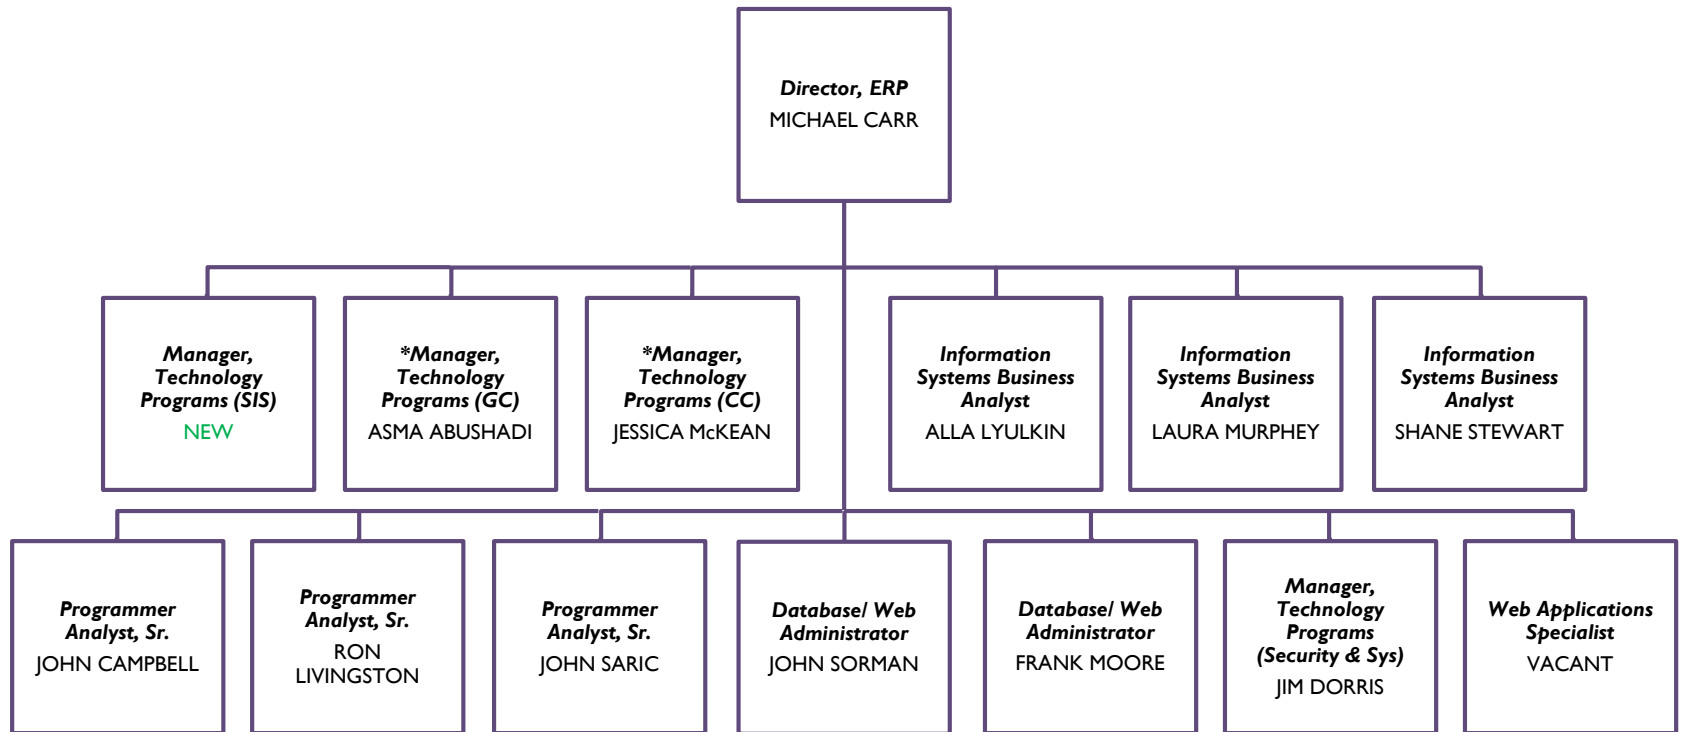 Director, ERP
MICHAEL CARR
Manager,
Technology
Programs (SIS)
NEW
*Manager,
Technology
Programs (GC)
ASMA ABUSHADI
*Manager,
Technology
Programs (CC)
JESSICA McKEAN
Information
Systems Business
Analyst
ALLA LYULKIN
Information
Systems Business
Analyst
LAURA MURPHEY
Information
Systems Business
Analyst
SHANE STEWART
Programmer
Analyst, Sr.
JOHN CAMPBELL
Programmer
Analyst, Sr.
RON
LIVINGSTON
Programmer
Analyst, Sr.
JOHN SARIC
Database/ Web
Administrator
JOHN SORMAN
Database/ Web
Administrator
FRANK MOORE
Manager,
Technology
Programs
(Security & Sys)
JIM DORRIS
Web Applications
Specialist
VACANT